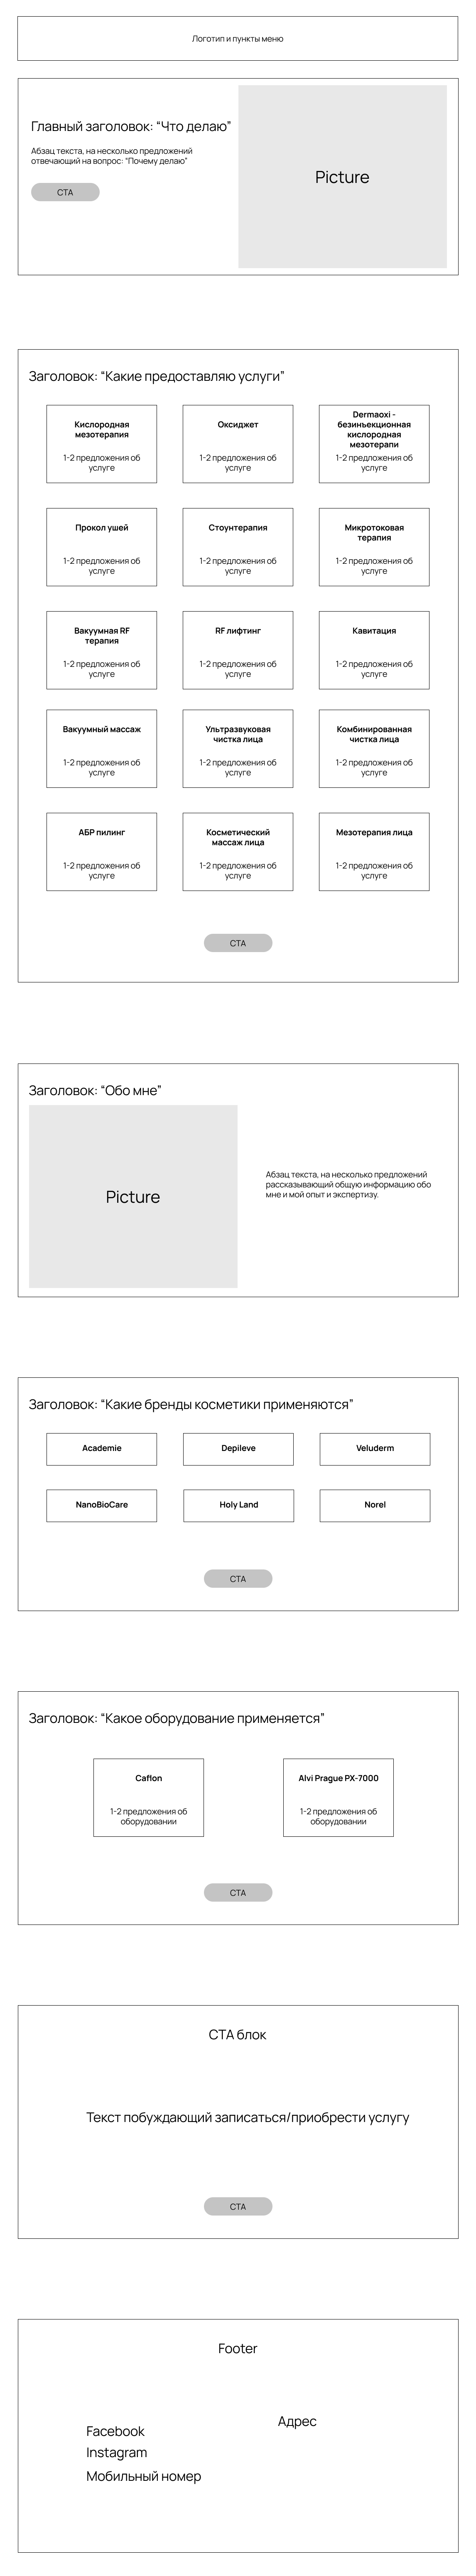 Логотип и пункты меню
Главный заголовок: “Что делаю”
Абзац текста, на несколько предложений
отвечающий на вопрос: “Почему делаю”
CTA
Picture
Заголовок: “Какие предоставляю услуги”
Кислородная
мезотерапия
1-2 предложения об
услуге
Оксиджет
1-2 предложения об
услуге
Dermaoxi -
безинъекционная
кислородная
мезотерапи
1-2 предложения об
услуге
Прокол ушей
1-2 предложения об
услуге
Стоунтерапия
1-2 предложения об
услуге
Микротоковая
терапия
1-2 предложения об
услуге
Вакуумная RF
терапия
1-2 предложения об
услуге
RF лифтинг
1-2 предложения об
услуге
Кавитация
1-2 предложения об
услуге
Вакуумный массаж
1-2 предложения об
услуге
Ультразвуковая
чистка лица
1-2 предложения об
услуге
Комбинированная
чистка лица
1-2 предложения об
услуге
АБР пилинг
1-2 предложения об
услуге
Косметический
массаж лица
1-2 предложения об
услуге
Мезотерапия лица
1-2 предложения об
услуге
CTA
Заголовок: “Обо мне”
Picture
Абзац текста, на несколько предложений
рассказывающий общую информацию обо
мне и мой опыт и экспертизу.
Заголовок: “Какие бренды косметики применяются”
Academie
Depileve
Veluderm
NanoBioCare
Holy Land
Norel
CTA
Заголовок: “Какое оборудование применяется”
Caflon
1-2 предложения об
оборудовании
Alvi Prague PX-7000
1-2 предложения об
оборудовании
CTA
CTA блок
Текст побуждающий записаться/приобрести услугу
CTA
Footer
Facebook
Instagram
Мобильный номер
Адрес